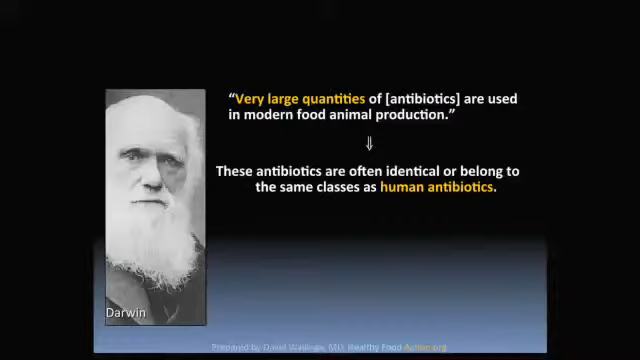 “Very large quantities of [antibiotics] are used
in modern food animal production.”
⇓
These antibiotics are often identical or belong to
the same classes as human antibiotics.
Darwin
Prepared by David Wallinga, MD, Healthy Food Action.org